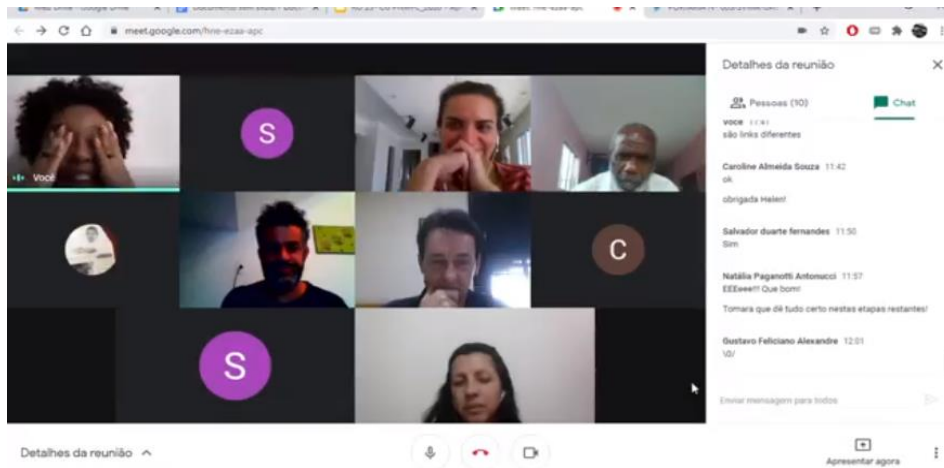 meet.google.com/hne-ezaa-apc
Detalhes da reunião
Pessoas (10)
Chat
são links diferentes
Caroline Almeida Souza 11:42
ok
obrigada Helen!
Salvador duarte fernandes 11:50
Sim
Natália Paganotti Antonucci 11:57
EEEeee!!! Que bom!
Tomara que dê tudo certo nestas etapas restantes!
Gustavo Feliciano Alexandre 12:01
\0/
Enviar mensagem para todos
Você
S
C
S
Detalhes da reunião
Apresentar agora